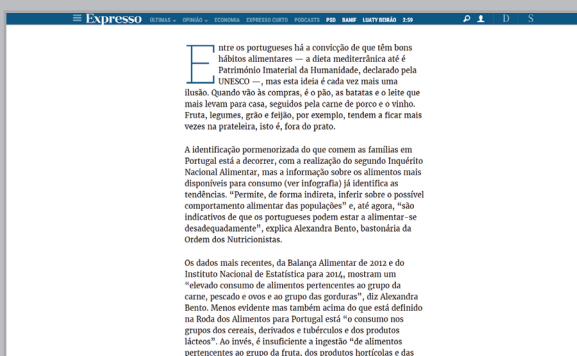 Expresso ÚLTIMAS OPINIÃO ECONOMIA EXPRESSO CURTO PODCASTS PSD BANIF LUATY BEIRÃO 2:59 D S
Entre os portugueses há a convicção de que têm bons
hábitos alimentares — a dieta mediterrânica até é
Património Imaterial da Humanidade, declarado pela
UNESCO —, mas esta ideia é cada vez mais uma
ilusão. Quando vão às compras, é o pão, as batatas e o leite que
mais levam para casa, seguidos pela carne de porco e o vinho.
Fruta, legumes, grão e feijão, por exemplo, tendem a ficar mais
vezes na prateleira, isto é, fora do prato.
A identificação pormenorizada do que comem as famílias em
Portugal está a decorrer, com a realização do segundo Inquérito
Nacional Alimentar, mas a informação sobre os alimentos mais
disponíveis para consumo (ver infografia) já identifica as
tendências. “Permite, de forma indireta, inferir sobre o possível
comportamento alimentar das populações” e, até agora, “são
indicativos de que os portugueses podem estar a alimentar-se
desadequadamente”, explica Alexandra Bento, bastonária da
Ordem dos Nutricionistas.
Os dados mais recentes, da Balança Alimentar de 2012 e do
Instituto Nacional de Estatística para 2014, mostram um
“elevado consumo de alimentos pertencentes ao grupo da
carne, pescado e ovos e ao grupo das gorduras”, diz Alexandra
Bento. Menos evidente mas também acima do que está definido
na Roda dos Alimentos para Portugal está “o consumo nos
grupos dos cereais, derivados e tubérculos e dos produtos
lácteos”. Ao invés, é insuficiente a ingestão “de alimentos
pertencentes ao grupo da fruta, dos produtos hortícolas e das